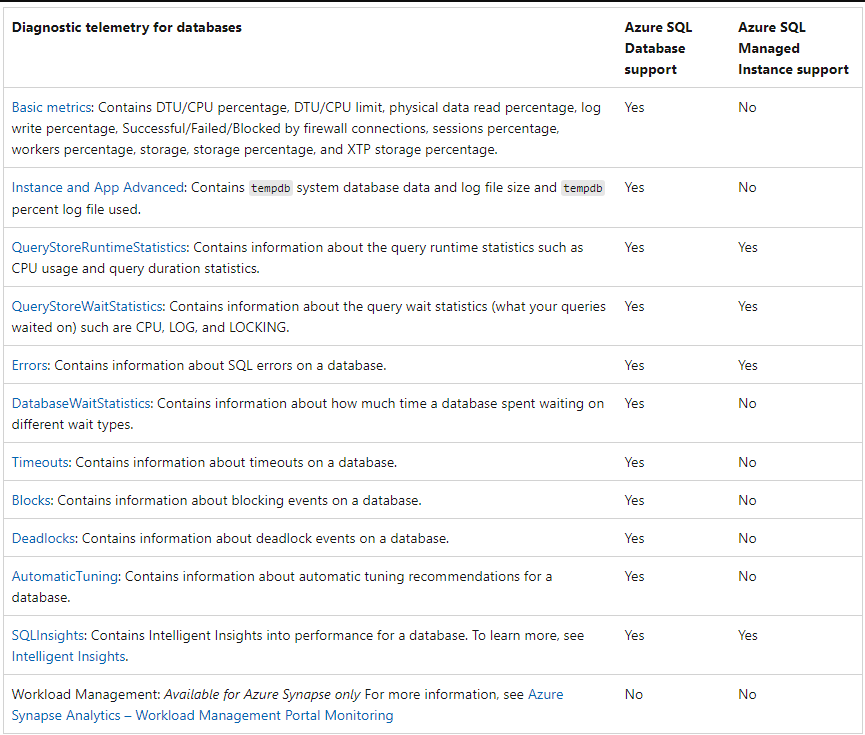 Diagnostic telemetry for databases
Azure SQL
Database
support
Azure SQL
Managed
Instance support
Basic metrics: Contains DTU/CPU percentage, DTU/CPU limit, physical data read percentage, log
write percentage, Successful/Failed/Blocked by firewall connections, sessions percentage,
workers percentage, storage, storage percentage, and XTP storage percentage.
Yes
No
Instance and App Advanced: Contains tempdb system database data and log file size and tempdb
percent log file used.
Yes
No
QueryStoreRuntimeStatistics: Contains information about the query runtime statistics such as
CPU usage and query duration statistics.
Yes
Yes
QueryStoreWaitStatistics: Contains information about the query wait statistics (what your queries
waited on) such are CPU, LOG, and LOCKING.
Yes
Yes
Errors: Contains information about SQL errors on a database.
Yes
Yes
DatabaseWaitStatistics: Contains information about how much time a database spent waiting on
different wait types.
Yes
No
Timeouts: Contains information about timeouts on a database.
Yes
No
Blocks: Contains information about blocking events on a database.
Yes
No
Deadlocks: Contains information about deadlock events on a database.
Yes
No
AutomaticTuning: Contains information about automatic tuning recommendations for a
database.
Yes
No
SQLInsights: Contains Intelligent Insights into performance for a database. To learn more, see
Intelligent Insights.
Yes
Yes
Workload Management: Available for Azure Synapse only For more information, see Azure
Synapse Analytics – Workload Management Portal Monitoring
No
No